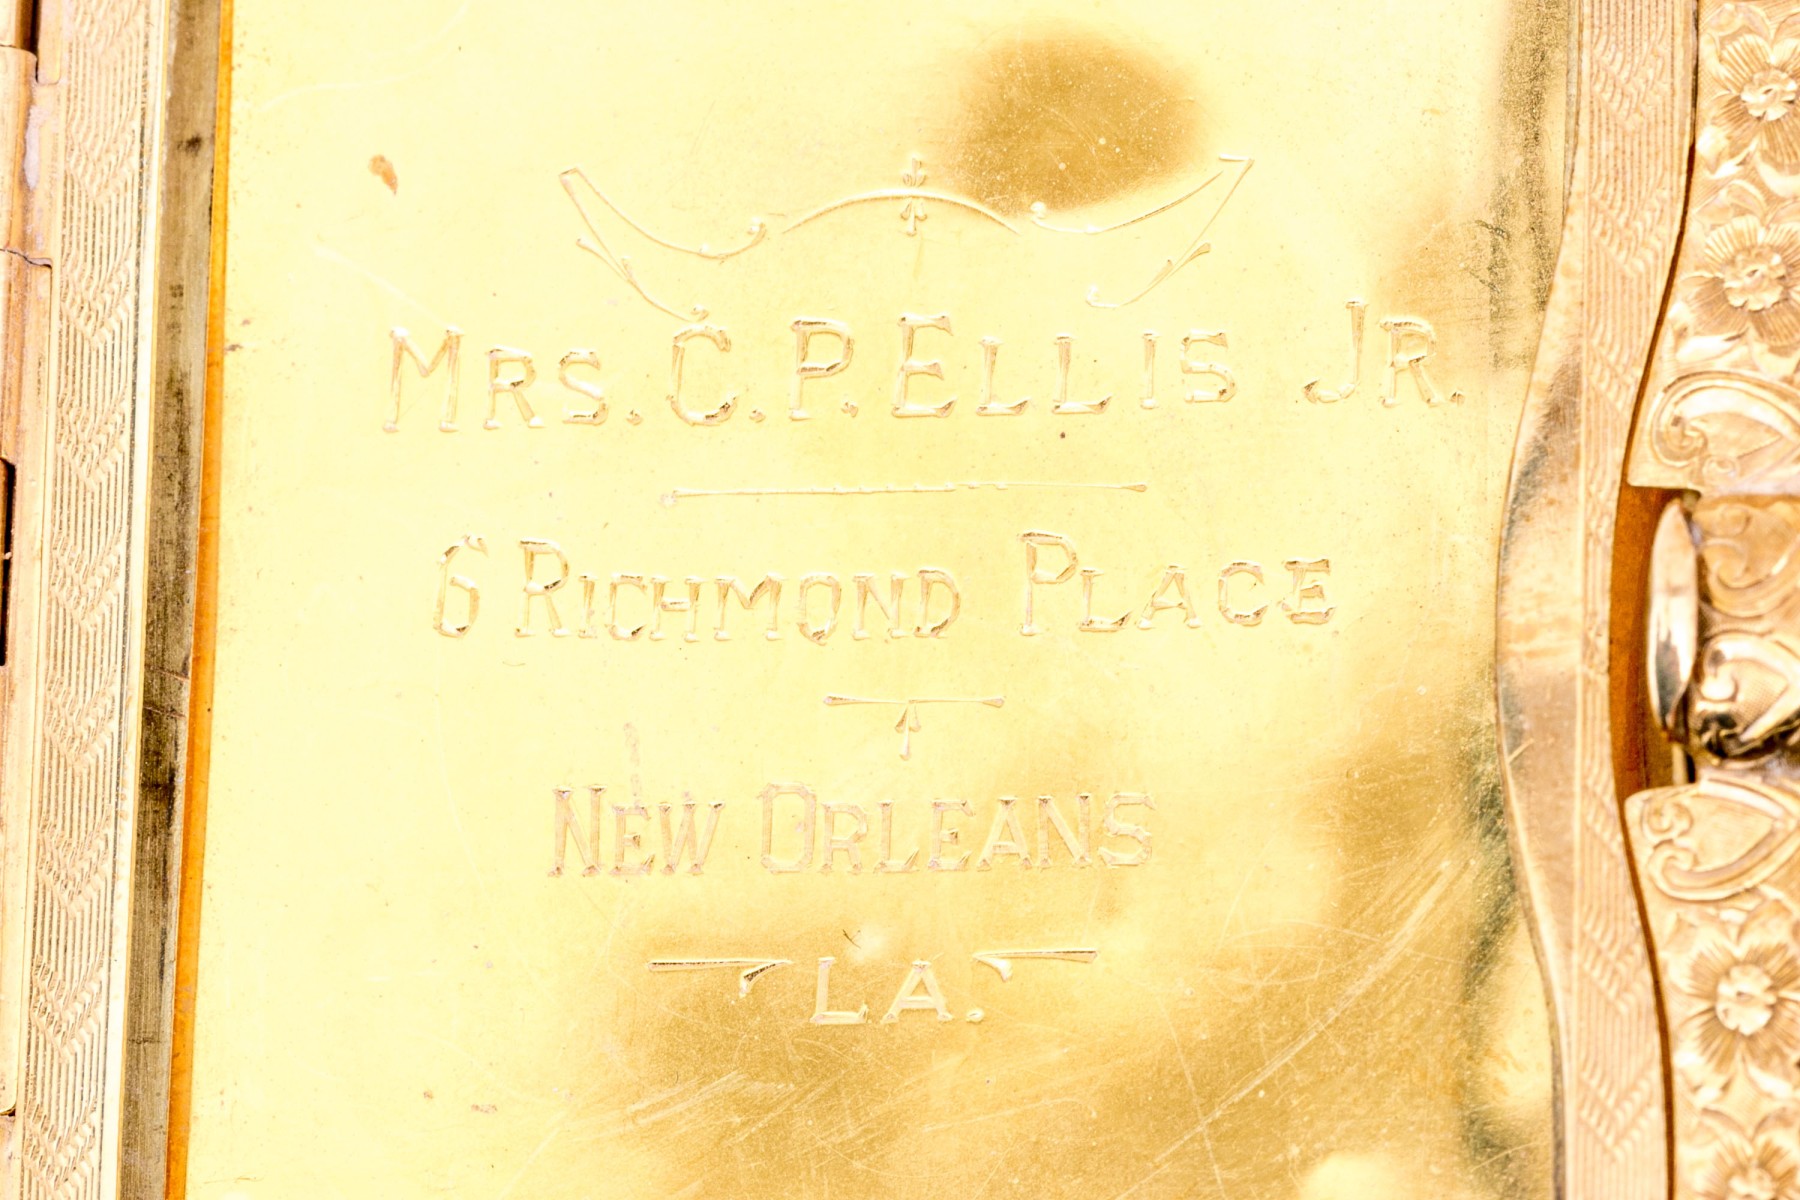 Mrs. C. P. Ellis Jr.
6 Richmond Place
New Orleans
La.